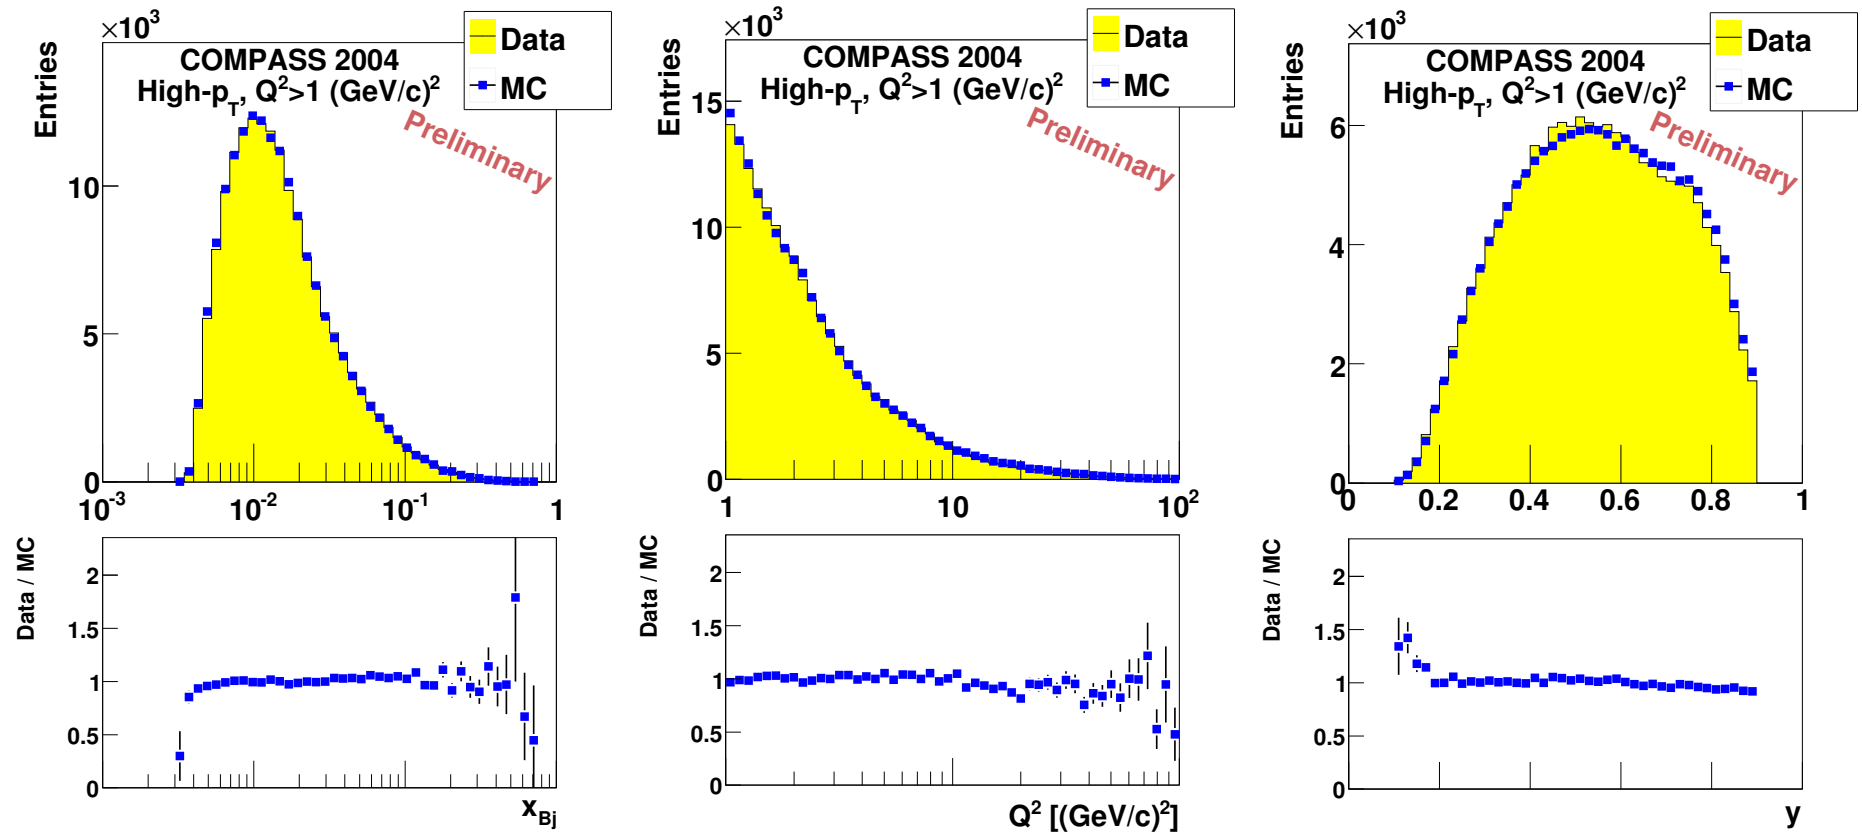 ×10³
Entries
COMPASS 2004
High-p_T, Q²>1 (GeV/c)²
Preliminary
Data
MC
10
5
0
10⁻³
10⁻²
10⁻¹
1
Data / MC
2
1.5
1
0.5
0
x_Bj
×10³
Entries
COMPASS 2004
High-p_T, Q²>1 (GeV/c)²
Preliminary
Data
MC
15
10
5
0
1
10
10²
Data / MC
2
1.5
1
0.5
0
Q² [(GeV/c)²]
×10³
Entries
COMPASS 2004
High-p_T, Q²>1 (GeV/c)²
Preliminary
Data
MC
6
4
2
0
0
0.2
0.4
0.6
0.8
1
Data / MC
2
1.5
1
0.5
0
y